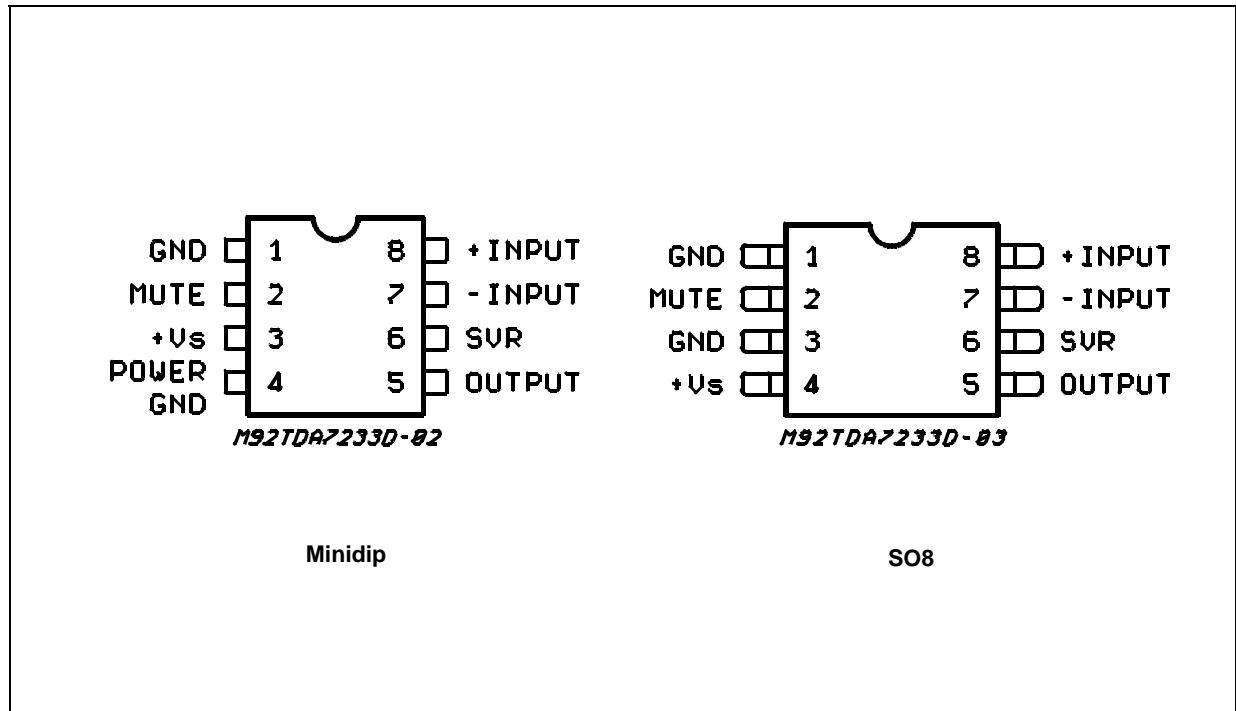 GND 1 8 +INPUT
MUTE 2 7 -INPUT
+Vs 3 6 SVR
POWER
GND 4 5 OUTPUT
M92TDA7233D-02
Minidip
GND 1 8 +INPUT
MUTE 2 7 -INPUT
GND 3 6 SVR
+Vs 4 5 OUTPUT
M92TDA7233D-03
SO8